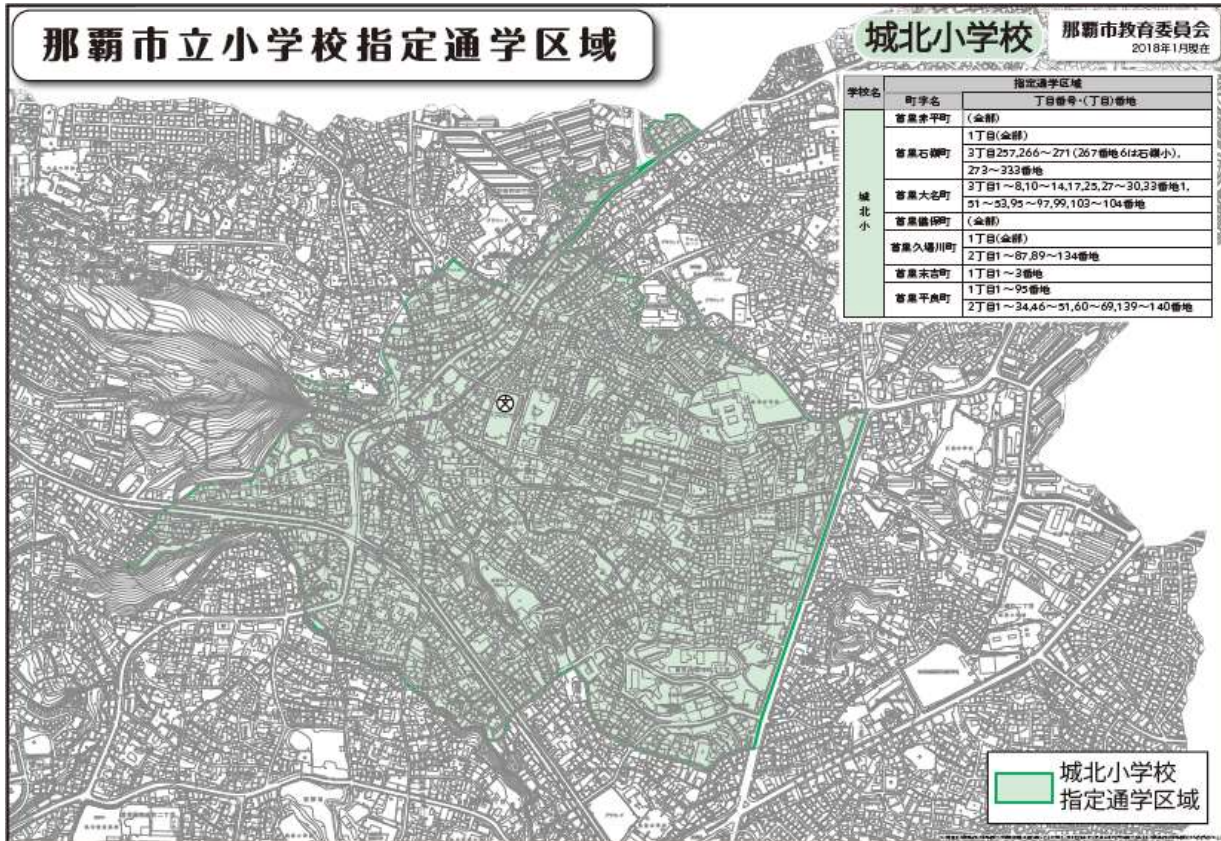 那覇市立小学校指定通学区域
城北小学校
那覇市教育委員会
2018年1月現在
学校名
指定通学区域
町字名
丁目番号・(丁目)番地
城北小
首里赤平町
(全部)
首里石嶺町
1丁目(全部)
3丁目257,266～271(267番地6は石嶺小),
273～333番地
首里大名町
3丁目1～8,10～14,17,25,27～30,33番地1,
51～53,95～97,99,103～104番地
首里儀保町
(全部)
首里久場川町
1丁目(全部)
2丁目1～87,89～134番地
首里末吉町
1丁目1～3番地
首里平良町
1丁目1～95番地
2丁目1～34,46～51,60～69,139～140番地
文
城北小学校
指定通学区域